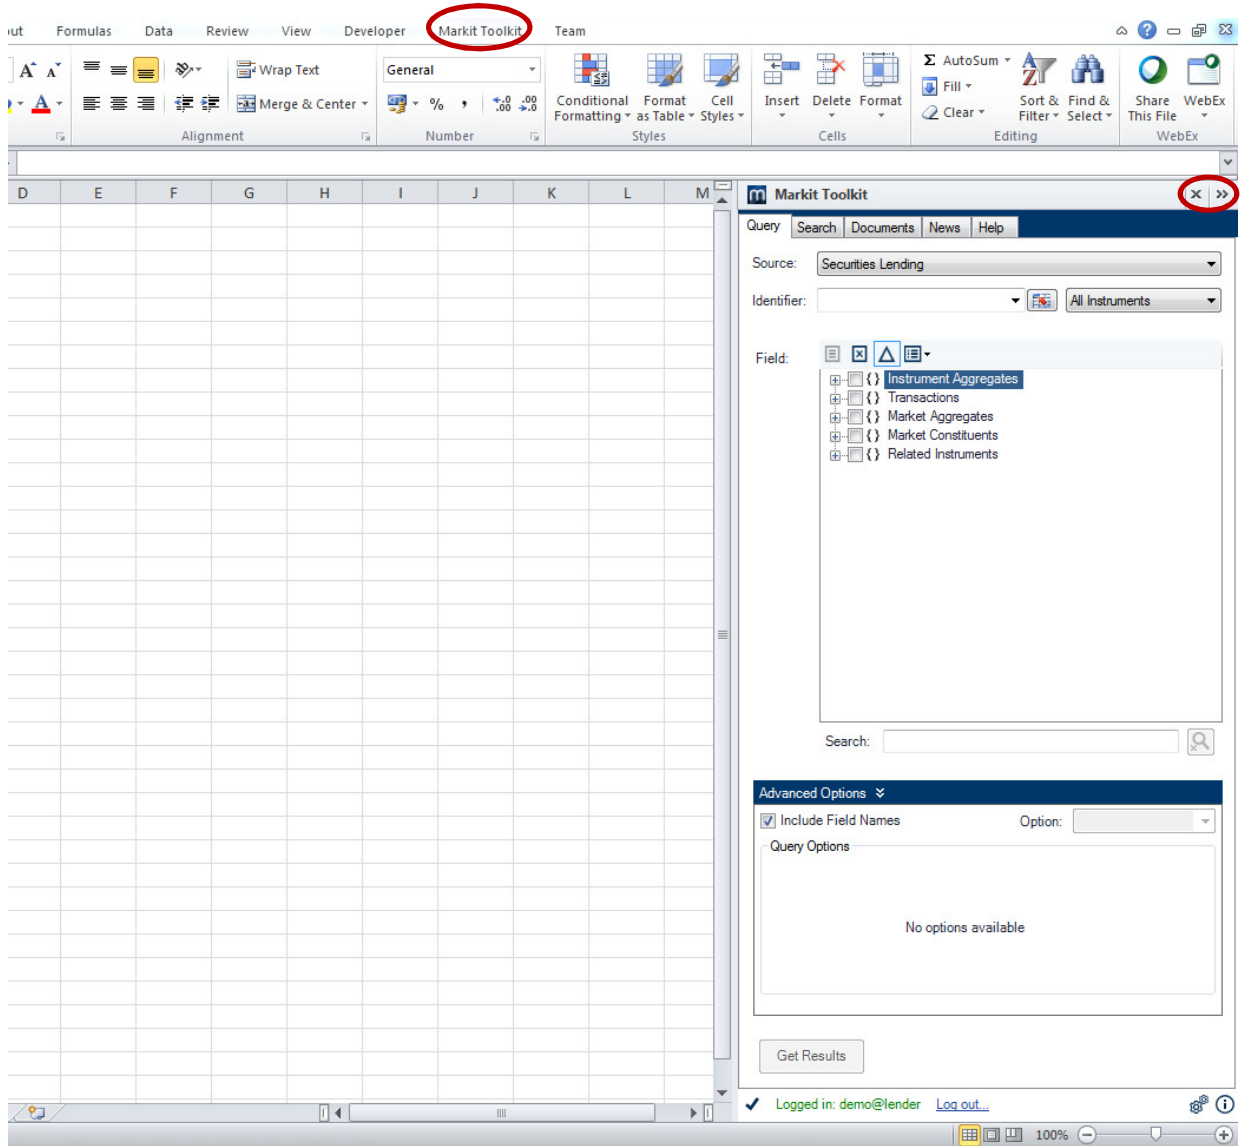 out Formulas Data Review View Developer Markit Toolkit Team
Wrap Text General Σ AutoSum
Fill
Merge & Center % , .00 .00 Conditional Format Cell Insert Delete Format Clear Sort & Find & Share WebEx
Formatting as Table Styles Filter Select This File
Alignment Number Styles Cells Editing WebEx
D E F G H I J K L M
Markit Toolkit
Query Search Documents News Help
Source: Securities Lending
Identifier: All Instruments
Field:
{} Instrument Aggregates
{} Transactions
{} Market Aggregates
{} Market Constituents
{} Related Instruments
Search:
Advanced Options
Include Field Names Option:
Query Options
No options available
Get Results
Logged in: demo@lender Log out...
100%